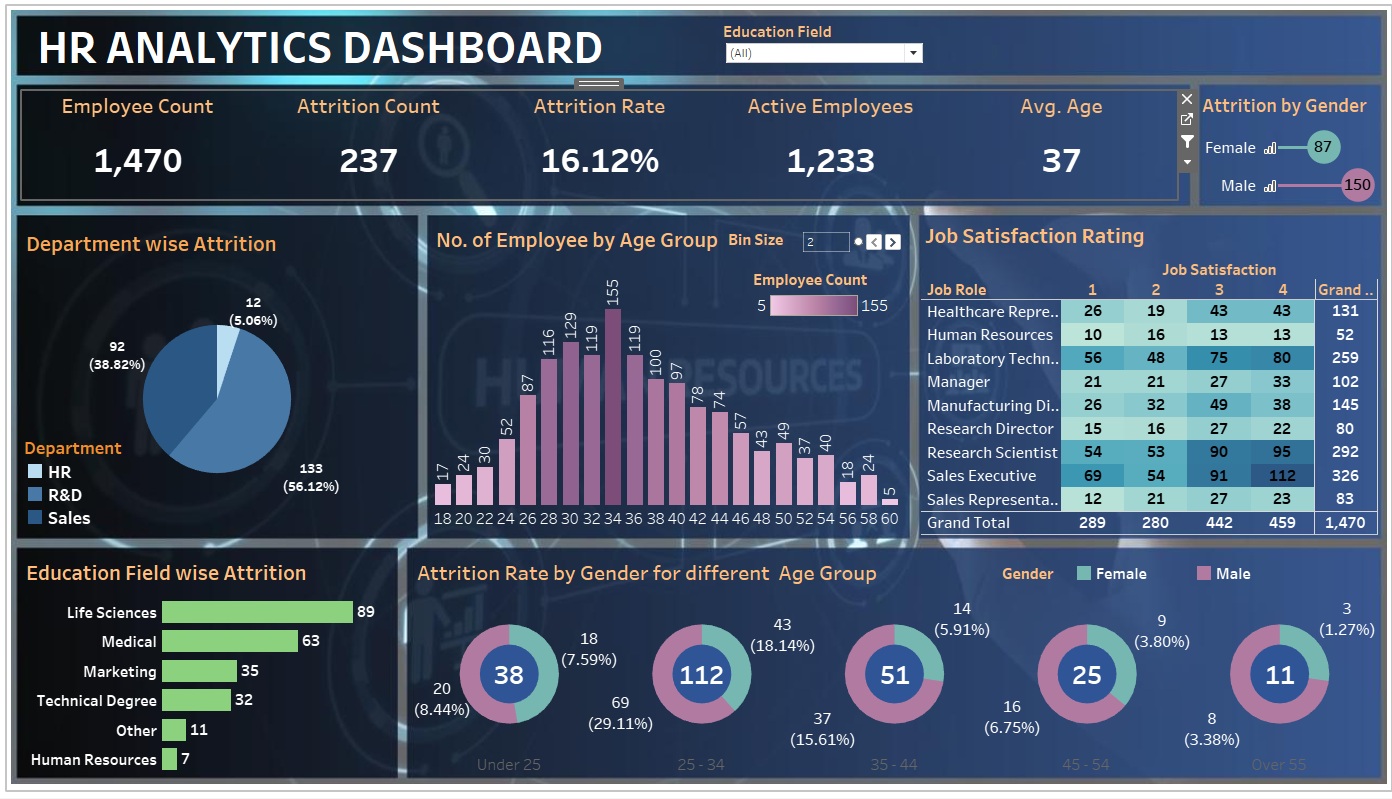 HR ANALYTICS DASHBOARD
Education Field
(All)
Employee Count
Attrition Count
Attrition Rate
Active Employees
Avg. Age
1,470
237
16.12%
1,233
37
Attrition by Gender
Female 87
Male 150
Department wise Attrition
12
(5.06%)
92
(38.82%)
133
(56.12%)
Department
HR
R&D
Sales
No. of Employee by Age Group
Bin Size
2
Employee Count
5 155
17 24 30 52 87 116 129 119 155 119 100 97 78 74 57 43 49 37 40 18 24 5
18 20 22 24 26 28 30 32 34 36 38 40 42 44 46 48 50 52 54 56 58 60
HUMAN RESOURCES
Job Satisfaction Rating
Job Satisfaction
Job Role 1 2 3 4 Grand ..
Healthcare Repre.. 26 19 43 43 131
Human Resources 10 16 13 13 52
Laboratory Techn.. 56 48 75 80 259
Manager 21 21 27 33 102
Manufacturing Di.. 26 32 49 38 145
Research Director 15 16 27 22 80
Research Scientist 54 53 90 95 292
Sales Executive 69 54 91 112 326
Sales Representa.. 12 21 27 23 83
Grand Total 289 280 442 459 1,470
Education Field wise Attrition
Life Sciences 89
Medical 63
Marketing 35
Technical Degree 32
Other 11
Human Resources 7
Attrition Rate by Gender for different Age Group
Gender
Female
Male
38
18
(7.59%)
20
(8.44%)
Under 25
112
43
(18.14%)
69
(29.11%)
25 - 34
51
14
(5.91%)
37
(15.61%)
35 - 44
25
9
(3.80%)
16
(6.75%)
45 - 54
11
3
(1.27%)
8
(3.38%)
Over 55